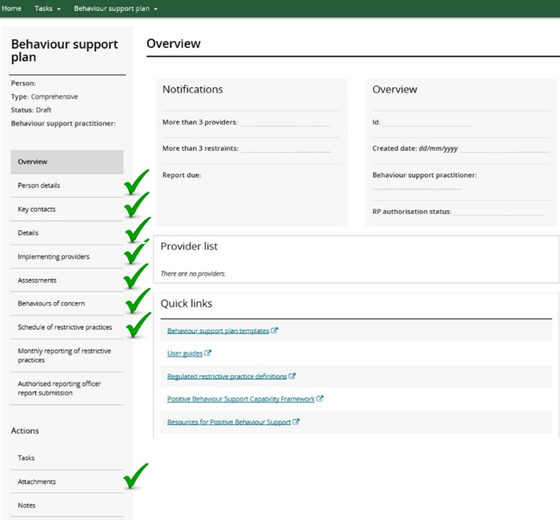 Home Tasks Behaviour support plan
Behaviour support
plan
Person:
Type: Comprehensive
Status: Draft
Behaviour support practitioner:
Overview
Person details
Key contacts
Details
Implementing providers
Assessments
Behaviours of concern
Schedule of restrictive practices
Monthly reporting of restrictive
practices
Authorised reporting officer
report submission
Actions
Tasks
Attachments
Notes
Overview
Notifications
More than 3 providers:
More than 3 restraints:
Report due:
Overview
Id:
Created date: dd/mm/yyyy
Behaviour support practitioner:
RP authorisation status:
Provider list
There are no providers.
Quick links
Behaviour support plan templates
User guides
Regulated restrictive practice definitions
Positive Behaviour Support Capability Framework
Resources for Positive Behaviour Support